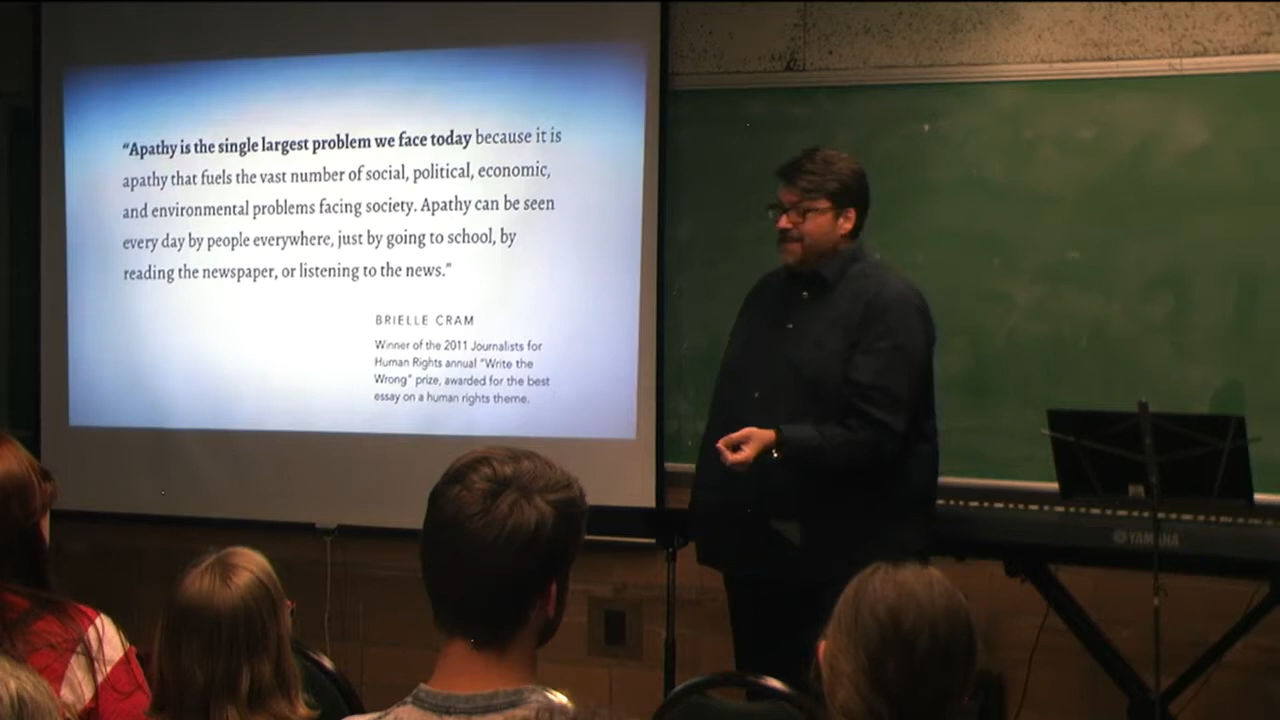 "Apathy is the single largest problem we face today because it is
apathy that fuels the vast number of social, political, economic,
and environmental problems facing society. Apathy can be seen
every day by people everywhere, just by going to school, by
reading the newspaper, or listening to the news."
BRIELLE CRAM
Winner of the 2011 Journalists for
Human Rights annual "Write the
Wrong" prize, awarded for the best
essay on a human rights theme.
YAMAHA